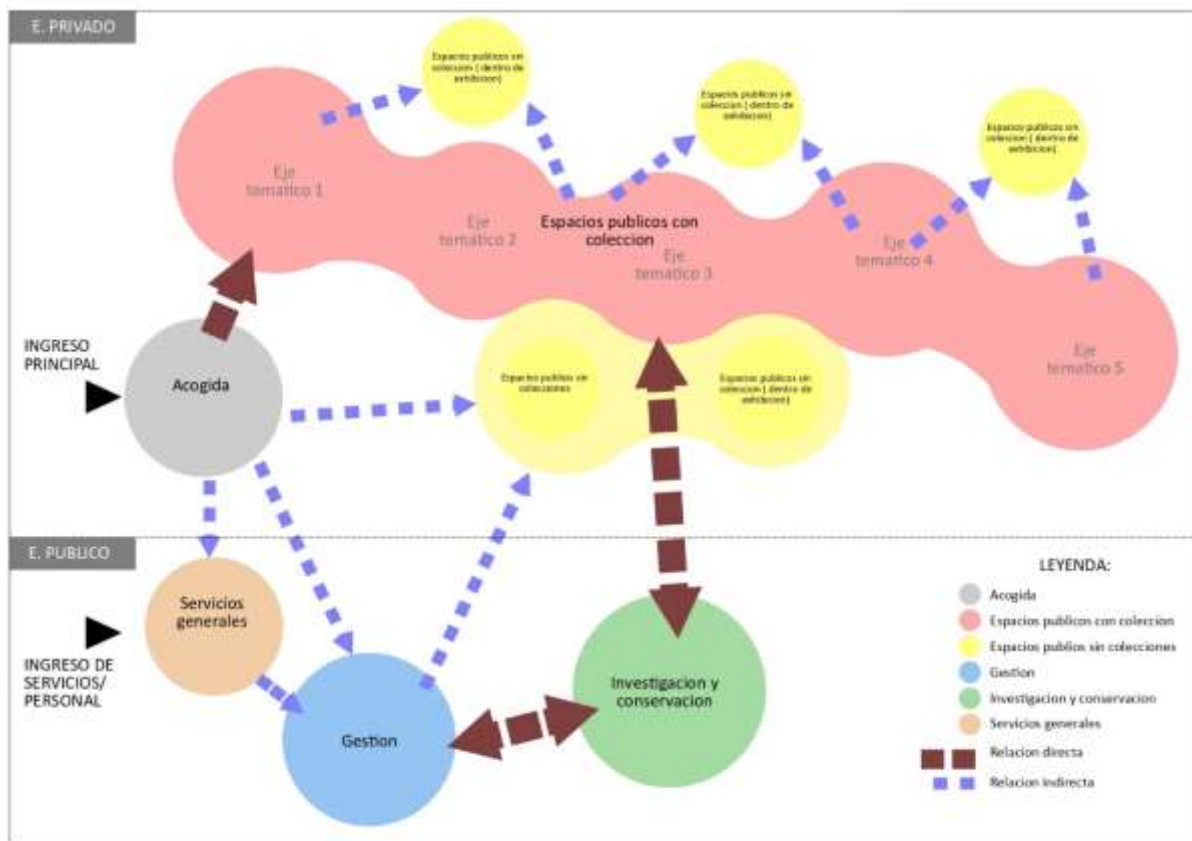 E. PRIVADO
Espacios publicos sin
coleccion ( dentro de
exhibicion)
Espacios publicos sin
coleccion ( dentro de
exhibicion)
Espacios publicos sin
coleccion ( dentro de
exhibicion)
Eje
tematico 1
Eje
tematico 2
Espacios publicos con
coleccion
Eje
tematico 3
Eje
tematico 4
Eje
tematico 5
INGRESO
PRINCIPAL
Acogida
Espacios publios sin
colecciones
Espacios publicos sin
coleccion ( dentro de
exhibicion)
E. PUBLICO
Servicios
generales
INGRESO DE
SERVICIOS/
PERSONAL
Gestion
Investigacion y
conservacion
LEYENDA:
Acogida
Espacios publicos con coleccion
Espacios publios sin colecciones
Gestion
Investigacion y conservacion
Servicios generales
Relacion directa
Relacion indirecta